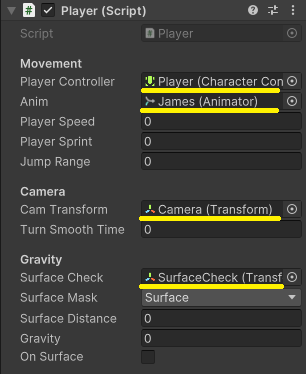 Player (Script)
Script Player
Movement
Player Controller Player (Character Con
Anim James (Animator)
Player Speed 0
Player Sprint 0
Jump Range 0
Camera
Cam Transform Camera (Transform)
Turn Smooth Time 0
Gravity
Surface Check SurfaceCheck (Transf
Surface Mask Surface
Surface Distance 0
Gravity 0
On Surface